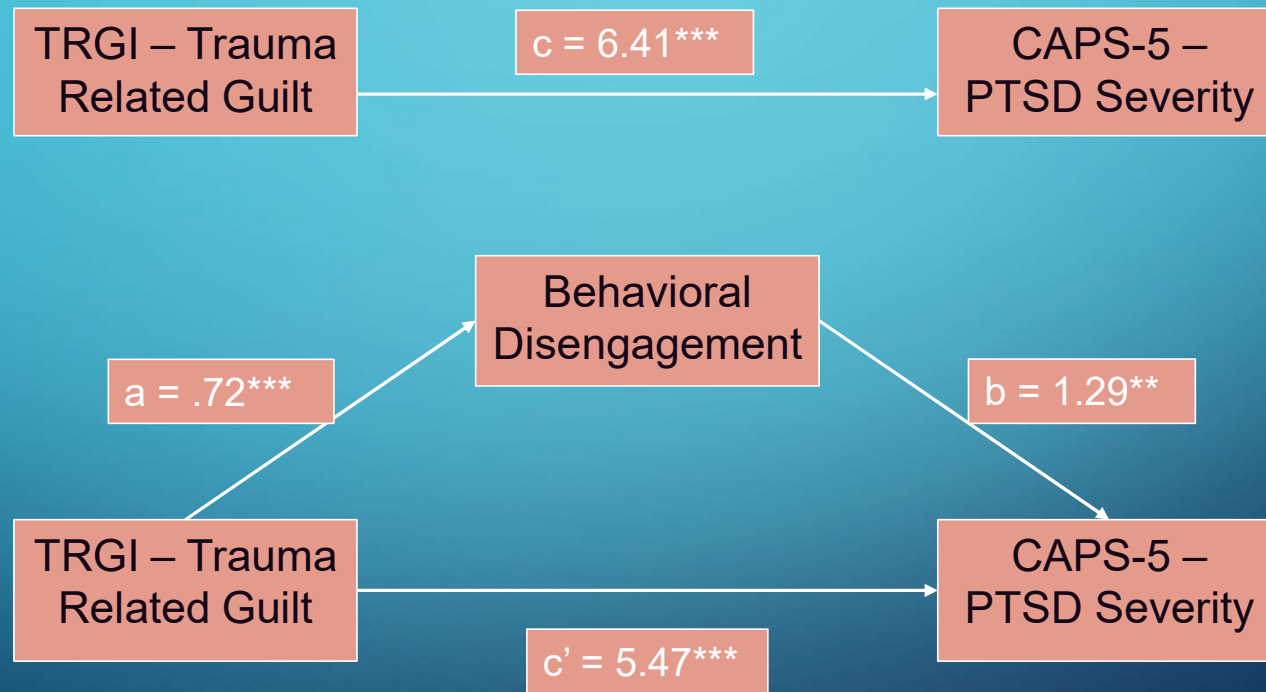 TRGI – Trauma
Related Guilt
c = 6.41***
CAPS-5 –
PTSD Severity
Behavioral
Disengagement
a = .72***
b = 1.29**
TRGI – Trauma
Related Guilt
CAPS-5 –
PTSD Severity
c’ = 5.47***